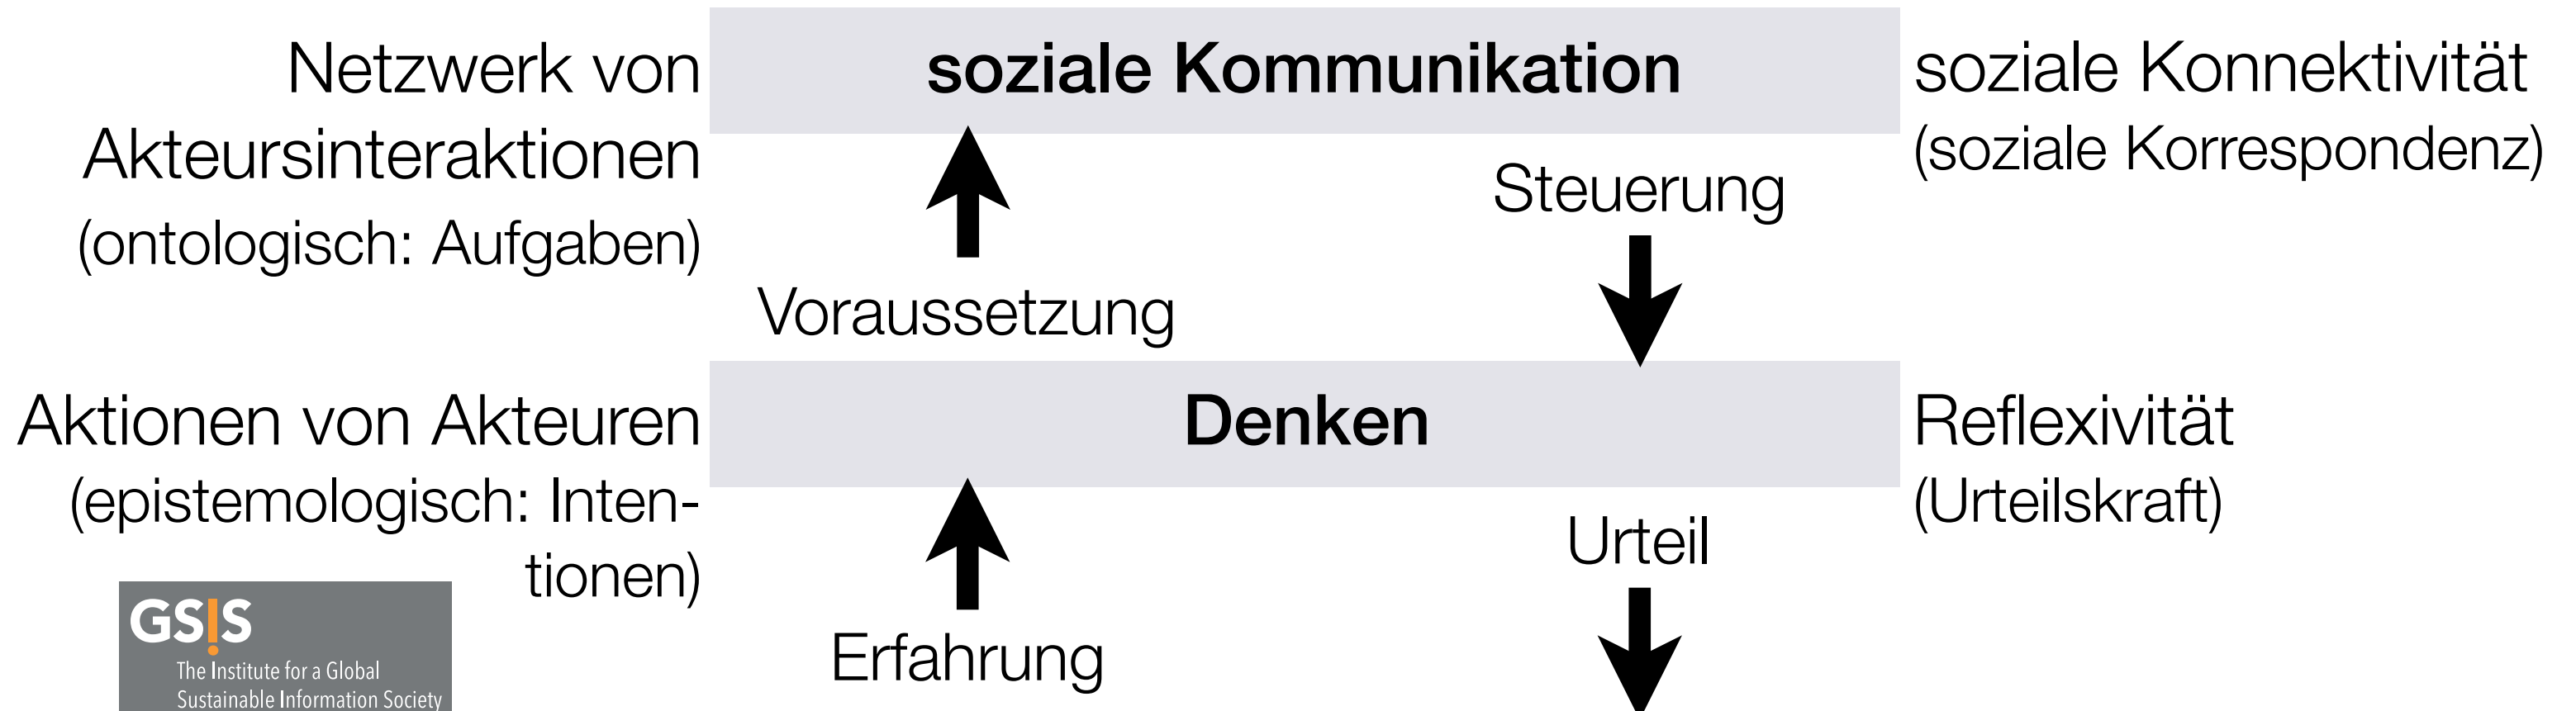 Netzwerk von
Akteursinteraktionen
(ontologisch: Aufgaben)
soziale Kommunikation
soziale Konnektivität
(soziale Korrespondenz)
Steuerung
Voraussetzung
Aktionen von Akteuren
(epistemologisch: Inten-
tionen)
Denken
Reflexivität
(Urteilskraft)
Urteil
Erfahrung
GS!S
The Institute for a Global
Sustainable Information Society